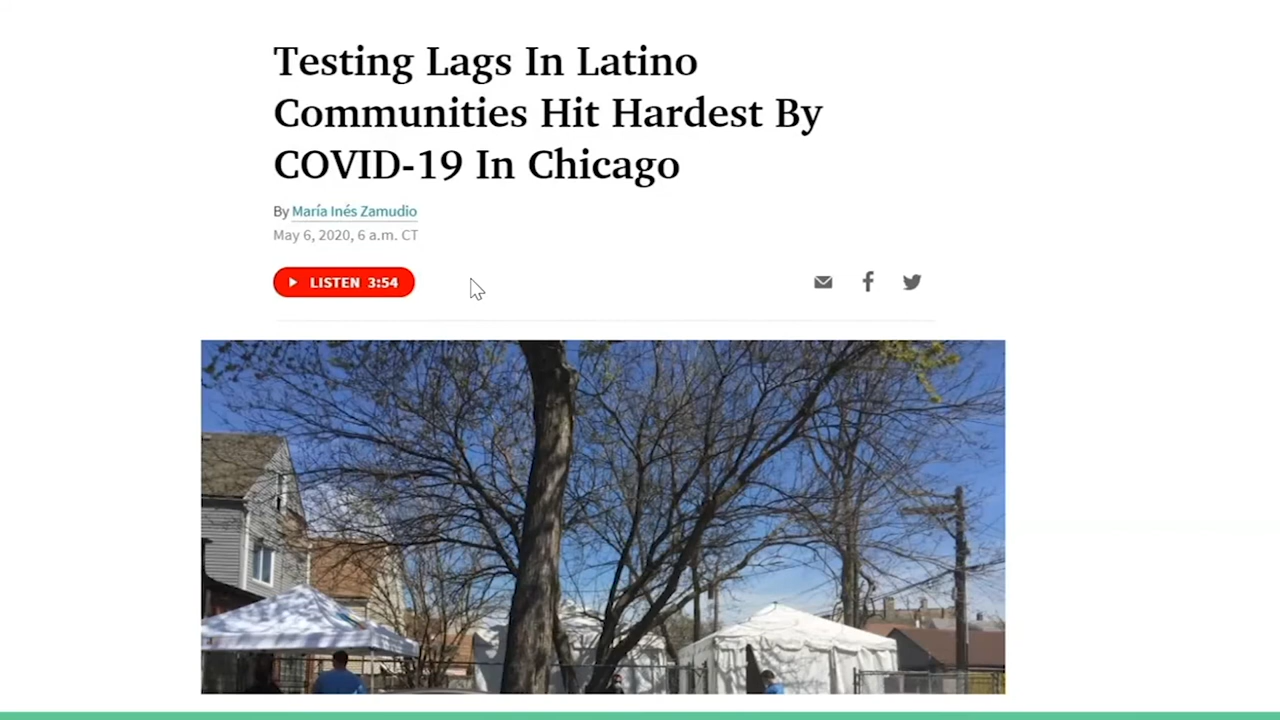 Testing Lags In Latino
Communities Hit Hardest By
COVID-19 In Chicago
By María Inés Zamudio
May 6, 2020, 6 a.m. CT
LISTEN 3:54